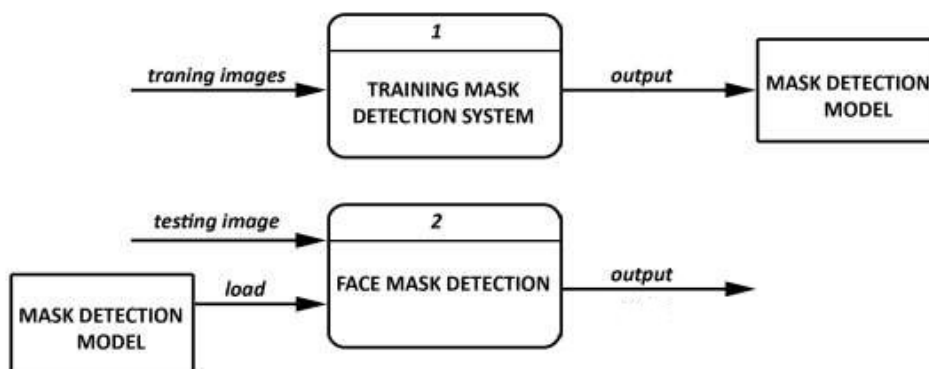 1
traning images
TRAINING MASK
DETECTION SYSTEM
output
MASK DETECTION
MODEL
testing image
2
load
FACE MASK DETECTION
output
MASK DETECTION
MODEL